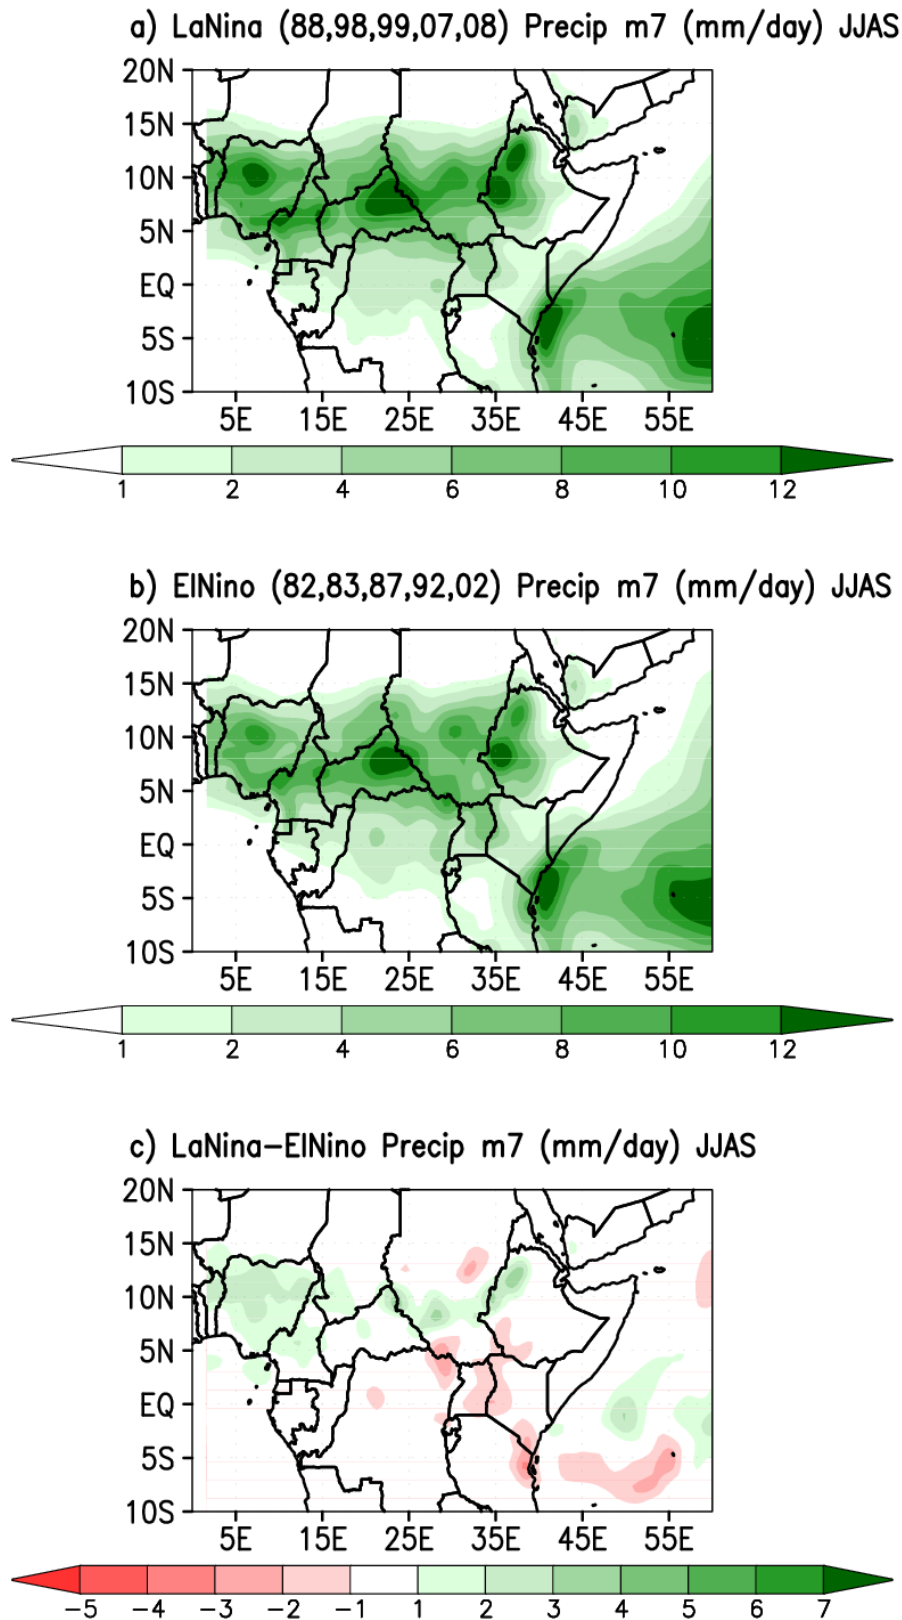 a) LaNina (88,98,99,07,08) Precip m7 (mm/day) JJAS
20N
15N
10N
5N
EQ
5S
10S
5E 15E 25E 35E 45E 55E
1 2 4 6 8 10 12
b) ElNino (82,83,87,92,02) Precip m7 (mm/day) JJAS
20N
15N
10N
5N
EQ
5S
10S
5E 15E 25E 35E 45E 55E
1 2 4 6 8 10 12
c) LaNina-ElNino Precip m7 (mm/day) JJAS
20N
15N
10N
5N
EQ
5S
10S
5E 15E 25E 35E 45E 55E
-5 -4 -3 -2 -1 1 2 3 4 5 6 7